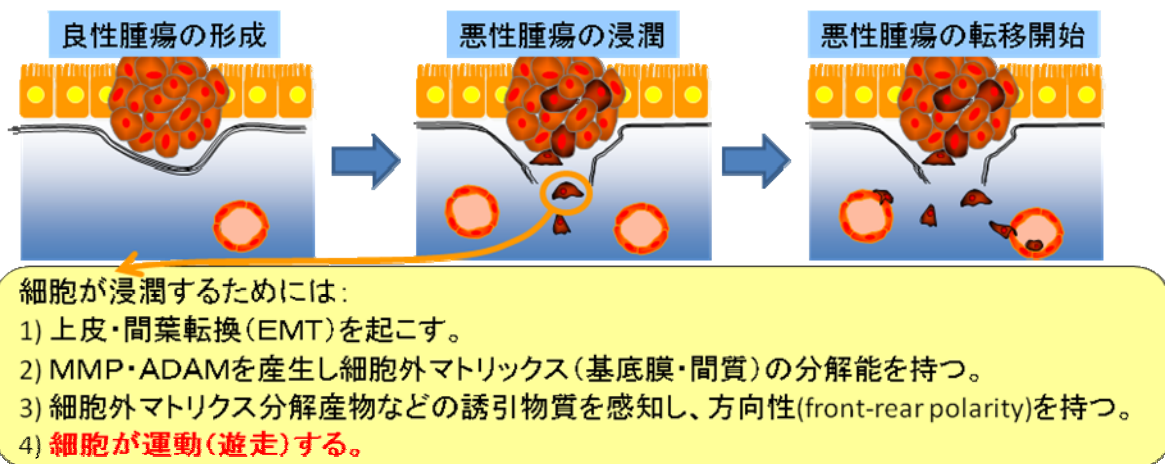 良性腫瘍の形成
悪性腫瘍の浸潤
悪性腫瘍の転移開始
細胞が浸潤するためには:
1) 上皮・間葉転換(EMT)を起こす。
2) MMP・ADAMを産生し細胞外マトリックス(基底膜・間質)の分解能を持つ。
3) 細胞外マトリクス分解産物などの誘引物質を感知し、方向性(front-rear polarity)を持つ。
4) 細胞が運動(遊走)する。